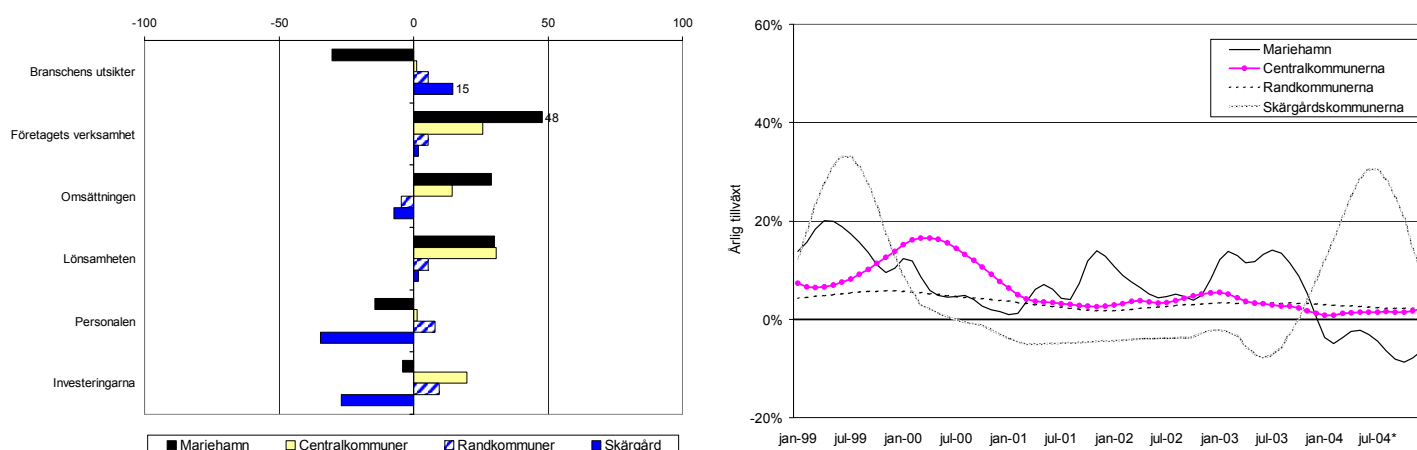 -100 -50 0 50 100
Branschens utsikter
15
Företagets verksamhet
48
Omsättningen
Lönsamheten
Personalen
Investeringarna
Mariehamn Centralkommuner Randkommuner Skärgård
60%
40%
20%
0%
-20%
Årlig tillväxt
Mariehamn
Centralkommunerna
Randkommunerna
Skärgårdskommunerna
jan-99 jul-99 jan-00 jul-00 jan-01 jul-01 jan-02 jul-02 jan-03 jul-03 jan-04 jul-04*